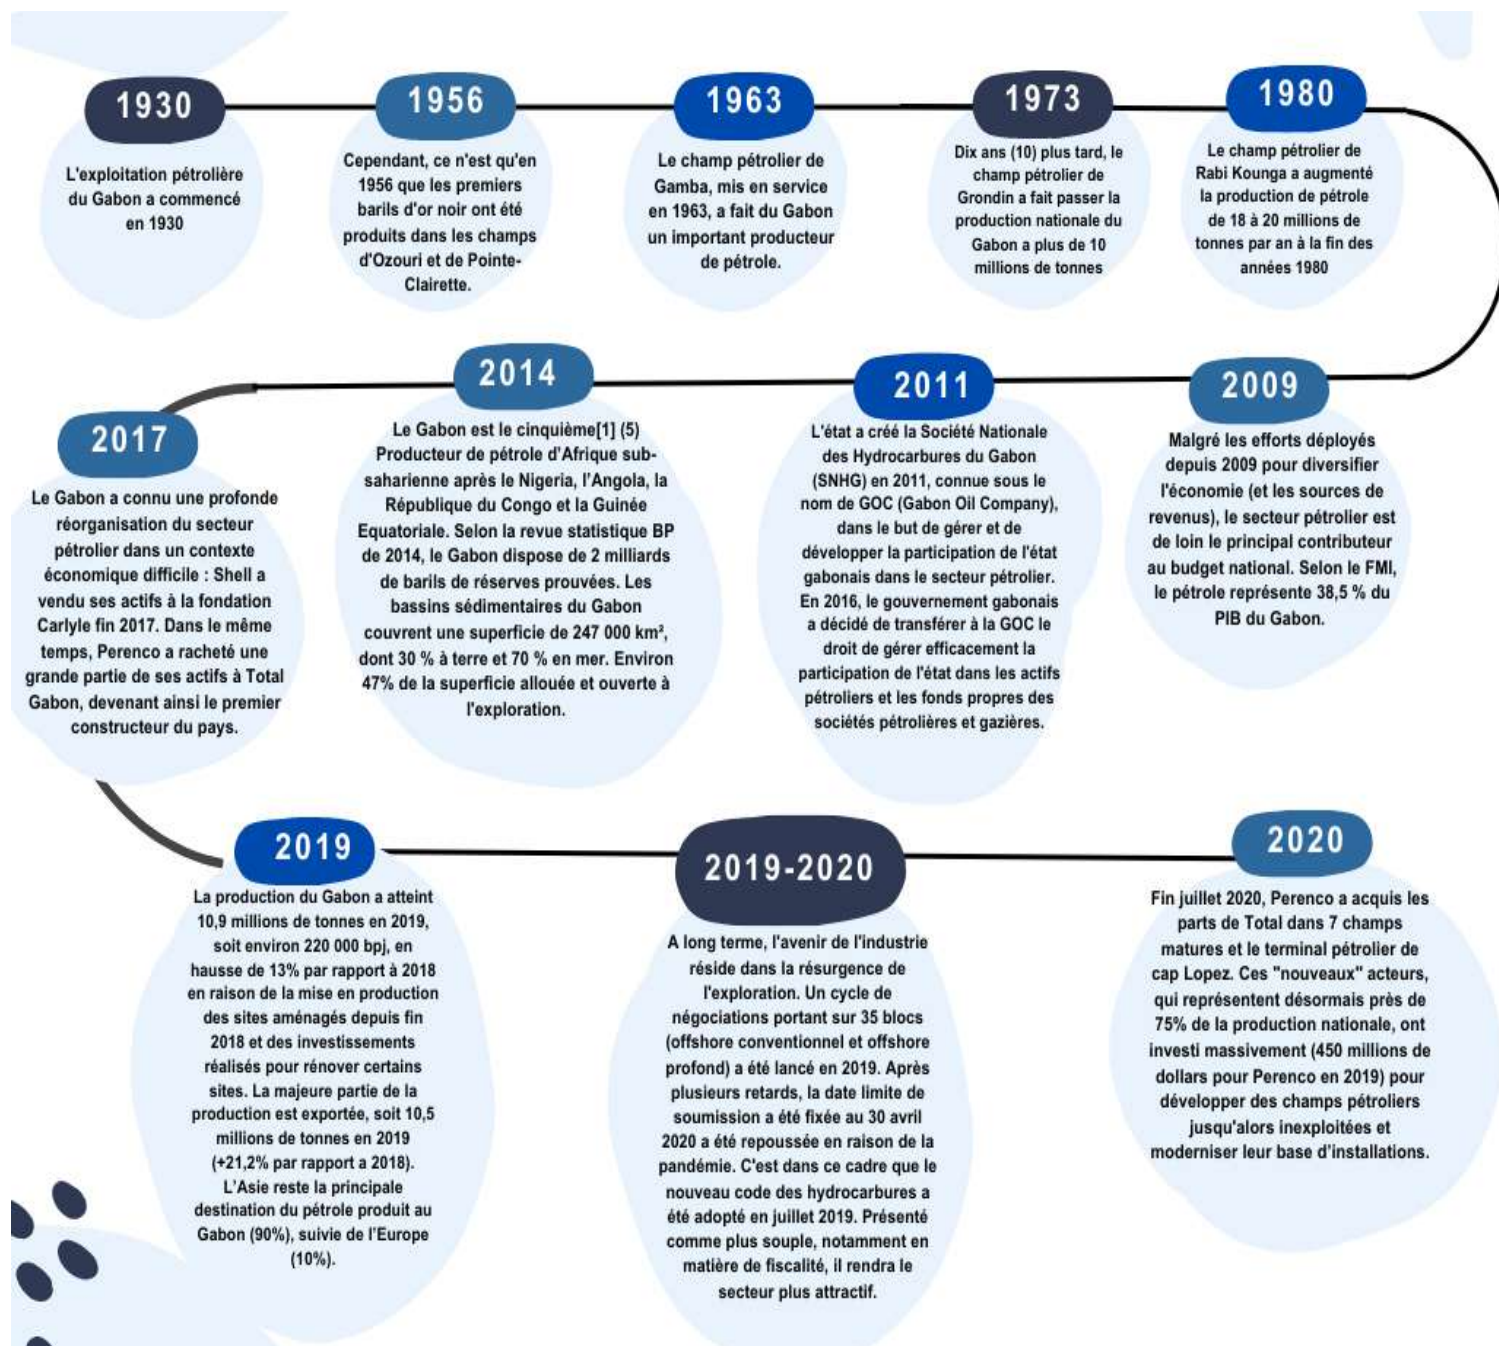 1930
L'exploitation pétrolière
du Gabon a commencé
en 1930
1956
Cependant, ce n'est qu'en
1956 que les premiers
barils d'or noir ont été
produits dans les champs
d'Ozouri et de Pointe-
Clairette.
1963
Le champ pétrolier de
Gamba, mis en service
en 1963, a fait du Gabon
un important producteur
de pétrole.
1973
Dix ans (10) plus tard, le
champ pétrolier de
Grondin a fait passer la
production nationale du
Gabon a plus de 10
millions de tonnes
1980
Le champ pétrolier de
Rabi Kounga a augmenté
la production de pétrole
de 18 à 20 millions de
tonnes par an à la fin des
années 1980
2009
Malgré les efforts déployés
depuis 2009 pour diversifier
l'économie (et les sources de
revenus), le secteur pétrolier est
de loin le principal contributeur
au budget national. Selon le FMI,
le pétrole représente 38,5 % du
PIB du Gabon.
2011
L'état a créé la Société Nationale
des Hydrocarbures du Gabon
(SNHG) en 2011, connue sous le
nom de GOC (Gabon Oil Company),
dans le but de gérer et de
développer la participation de l'état
gabonais dans le secteur pétrolier.
En 2016, le gouvernement gabonais
a décidé de transférer à la GOC le
droit de gérer efficacement la
participation de l'état dans les actifs
pétroliers et les fonds propres des
sociétés pétrolières et gazières.
2014
Le Gabon est le cinquième[1] (5)
Producteur de pétrole d'Afrique sub-
saharienne après le Nigeria, l'Angola, la
République du Congo et la Guinée
Equatoriale. Selon la revue statistique BP
de 2014, le Gabon dispose de 2 milliards
de barils de réserves prouvées. Les
bassins sédimentaires du Gabon
couvrent une superficie de 247 000 km²,
dont 30 % à terre et 70 % en mer. Environ
47% de la superficie allouée et ouverte à
l'exploration.
2017
Le Gabon a connu une profonde
réorganisation du secteur
pétrolier dans un contexte
économique difficile : Shell a
vendu ses actifs à la fondation
Carlyle fin 2017. Dans le même
temps, Perenco a racheté une
grande partie de ses actifs à Total
Gabon, devenant ainsi le premier
constructeur du pays.
2019
La production du Gabon a atteint
10,9 millions de tonnes en 2019,
soit environ 220 000 bpj, en
hausse de 13% par rapport à 2018
en raison de la mise en production
des sites aménagés depuis fin
2018 et des investissements
réalisés pour rénover certains
sites. La majeure partie de la
production est exportée, soit 10,5
millions de tonnes en 2019
(+21,2% par rapport a 2018).
L'Asie reste la principale
destination du pétrole produit au
Gabon (90%), suivie de l'Europe
(10%).
2019-2020
A long terme, l'avenir de l'industrie
réside dans la résurgence de
l'exploration. Un cycle de
négociations portant sur 35 blocs
(offshore conventionnel et offshore
profond) a été lancé en 2019. Après
plusieurs retards, la date limite de
soumission a été fixée au 30 avril
2020 a été repoussée en raison de la
pandémie. C'est dans ce cadre que le
nouveau code des hydrocarbures a
été adopté en juillet 2019. Présenté
comme plus souple, notamment en
matière de fiscalité, il rendra le
secteur plus attractif.
2020
Fin juillet 2020, Perenco a acquis les
parts de Total dans 7 champs
matures et le terminal pétrolier de
cap Lopez. Ces "nouveaux" acteurs,
qui représentent désormais près de
75% de la production nationale, ont
investi massivement (450 millions de
dollars pour Perenco en 2019) pour
développer des champs pétroliers
jusqu'alors inexploitées et
moderniser leur base d'installations.